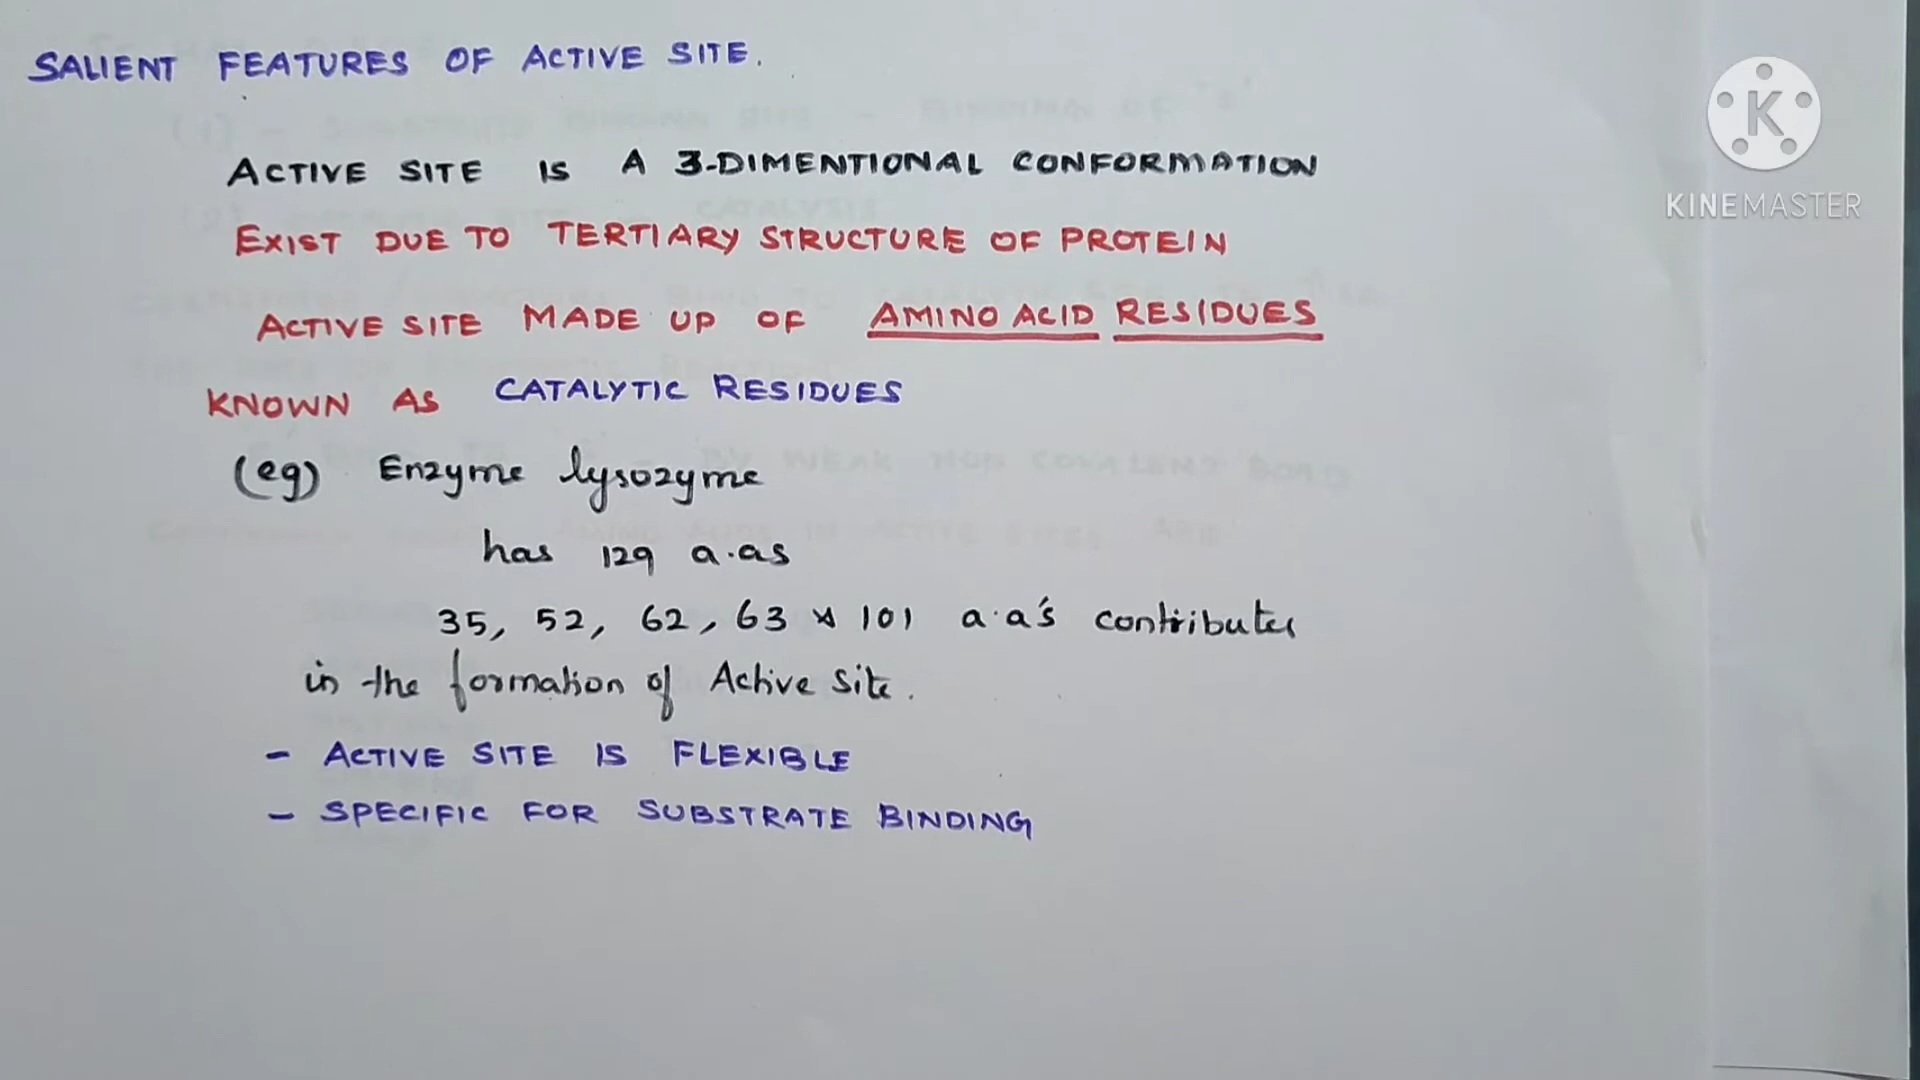 SALIENT FEATURES OF ACTIVE SITE.
ACTIVE SITE IS A 3-DIMENTIONAL CONFORMATION
EXIST DUE TO TERTIARY STRUCTURE OF PROTEIN
ACTIVE SITE MADE UP OF AMINO ACID RESIDUES
KNOWN AS CATALYTIC RESIDUES
(eg) Enzyme lysozyme
has 129 a.as
35, 52, 62, 63 & 101 a.a's contributes
in the formation of Active Site.
- ACTIVE SITE IS FLEXIBLE
- SPECIFIC FOR SUBSTRATE BINDING
K
KINEMASTER